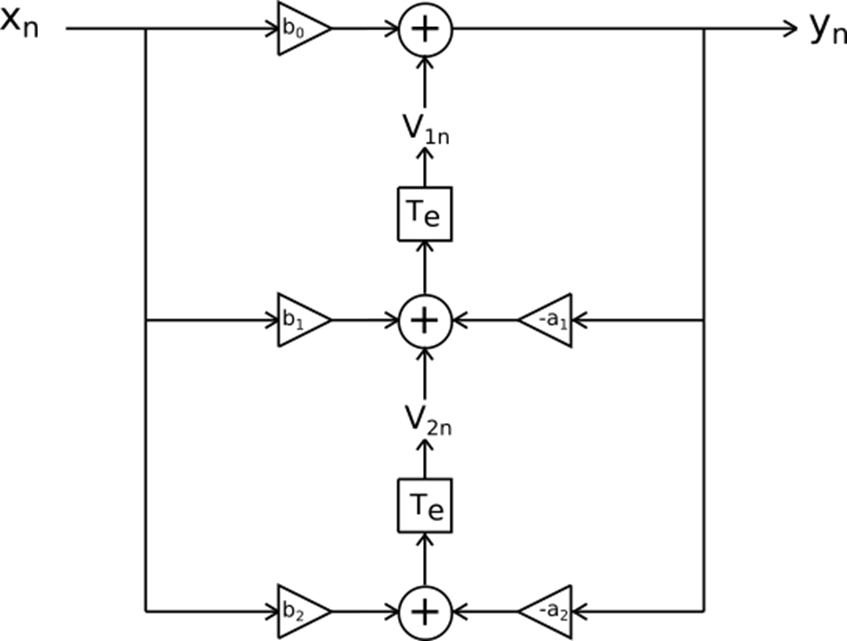 xn b0 + yn
V1n
Te
b1 + -a1
V2n
Te
b2 + -a2